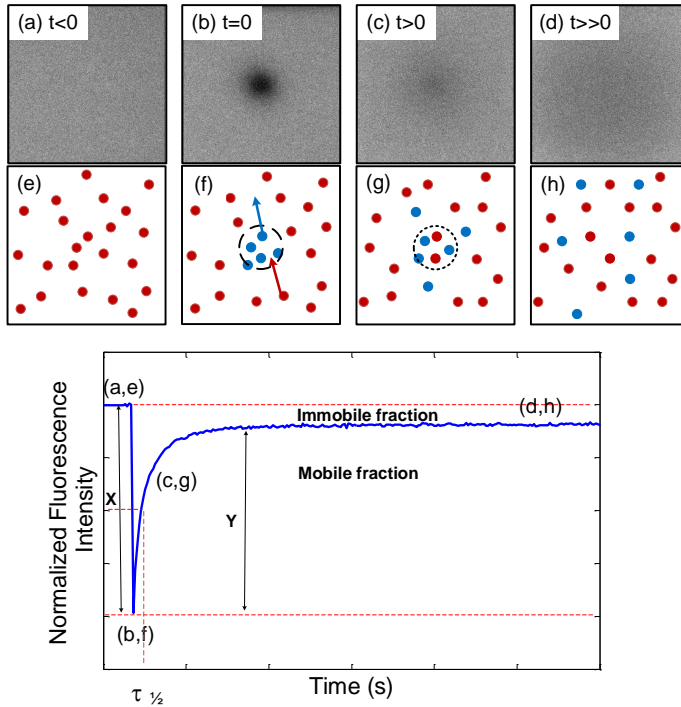 (a) t<0
(b) t=0
(c) t>0
(d) t>>0
(e)
(f)
(g)
(h)
(a,e)
(d,h)
Immobile fraction
Mobile fraction
(c,g)
X
Y
(b,f)
Normalized Fluorescence
Intensity
τ ½
Time (s)